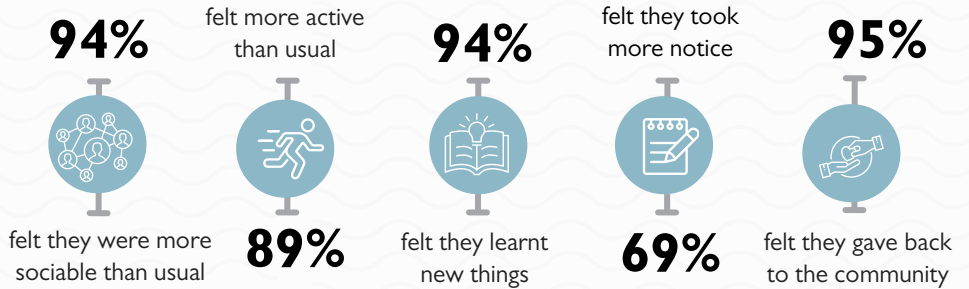 94%
felt they were more
sociable than usual
felt more active
than usual
89%
94%
felt they learnt
new things
felt they took
more notice
69%
95%
felt they gave back
to the community